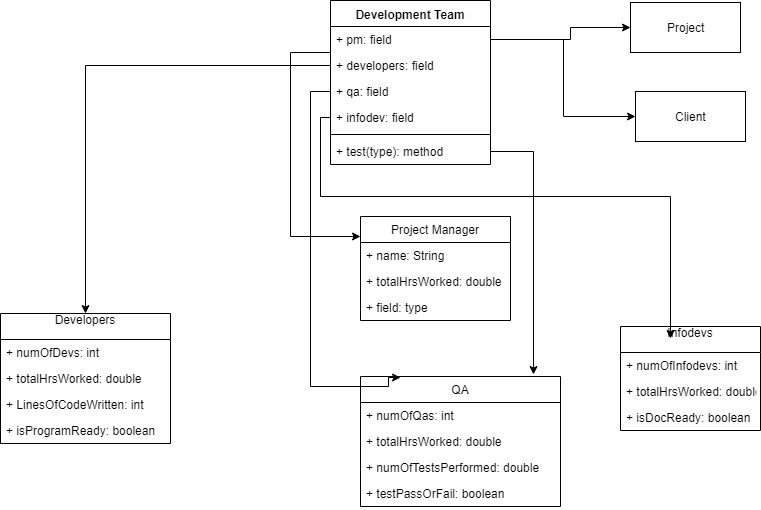 Development Team
+ pm: field
+ developers: field
+ qa: field
+ infodev: field
+ test(type): method
Project
Client
Project Manager
+ name: String
+ totalHrsWorked: double
+ field: type
Developers
+ numOfDevs: int
+ totalHrsWorked: double
+ LinesOfCodeWritten: int
+ isProgramReady: boolean
QA
+ numOfQas: int
+ totalHrsWorked: double
+ numOfTestsPerformed: double
+ testPassOrFail: boolean
Infodevs
+ numOfInfodevs: int
+ totalHrsWorked: double
+ isDocReady: boolean